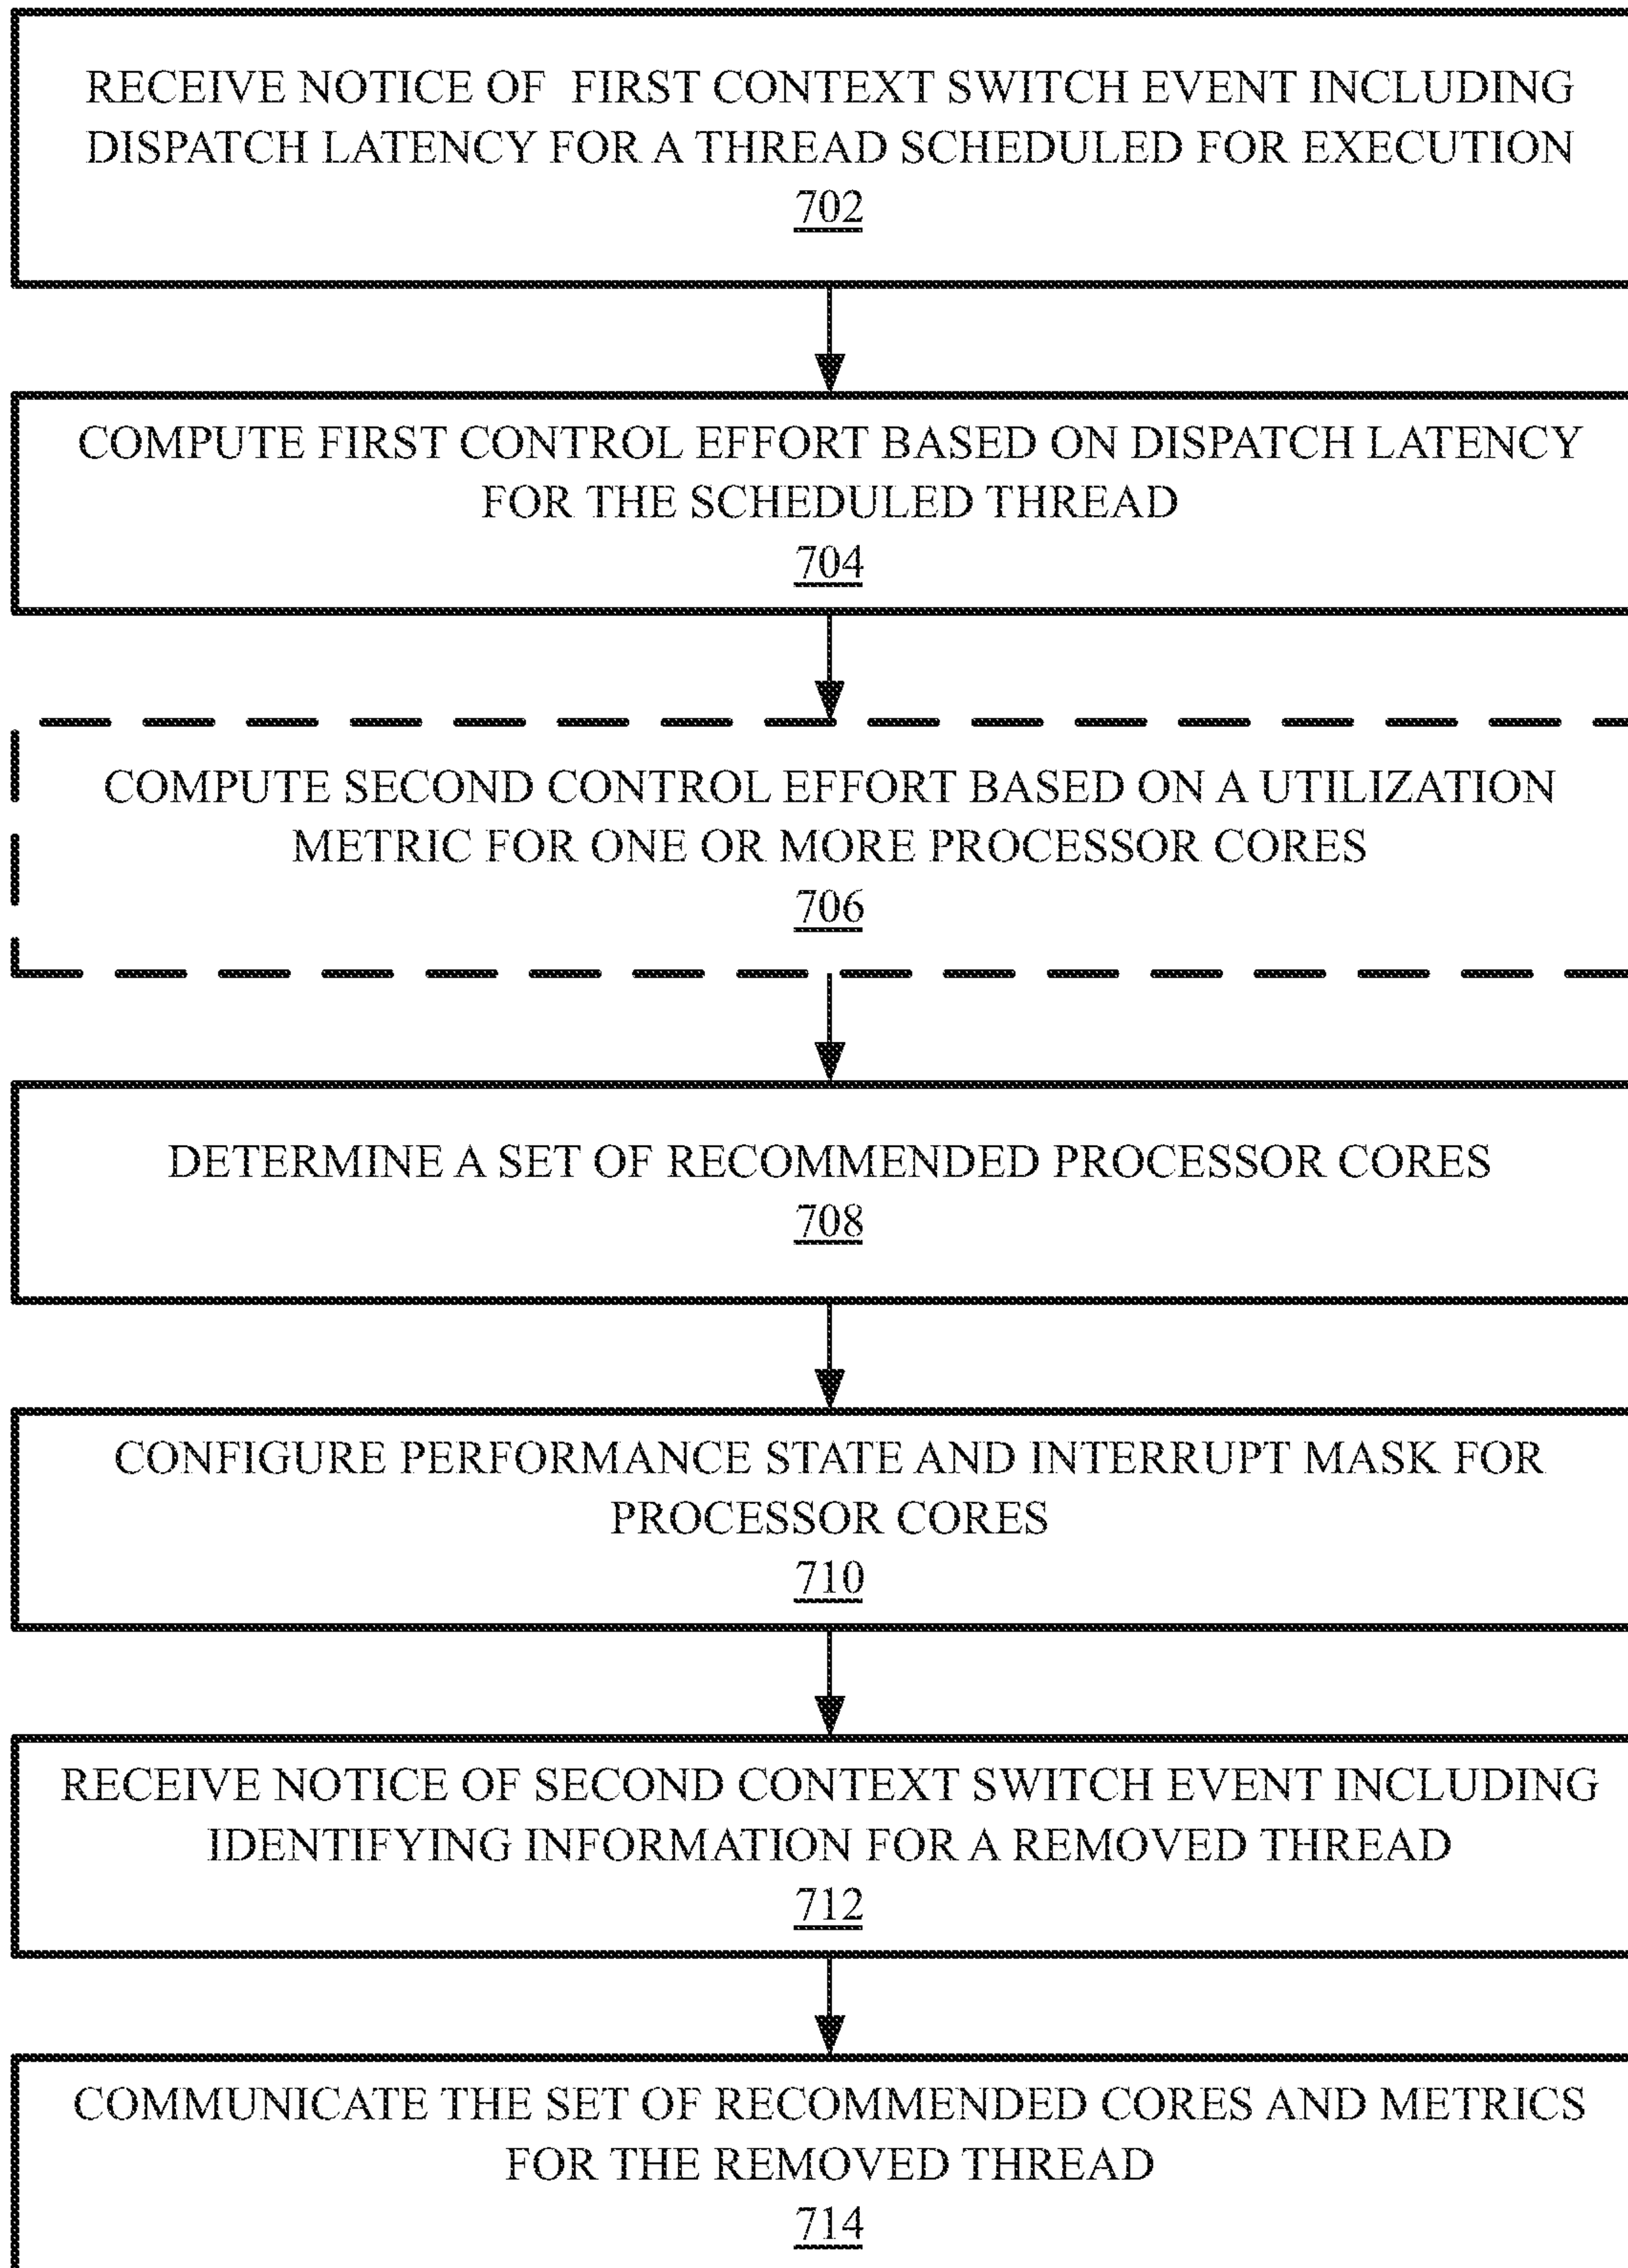 RECEIVE NOTICE OF FIRST CONTEXT SWITCH EVENT INCLUDING
DISPATCH LATENCY FOR A THREAD SCHEDULED FOR EXECUTION
702
COMPUTE FIRST CONTROL EFFORT BASED ON DISPATCH LATENCY
FOR THE SCHEDULED THREAD
704
COMPUTE SECOND CONTROL EFFORT BASED ON A UTILIZATION
METRIC FOR ONE OR MORE PROCESSOR CORES
706
DETERMINE A SET OF RECOMMENDED PROCESSOR CORES
708
CONFIGURE PERFORMANCE STATE AND INTERRUPT MASK FOR
PROCESSOR CORES
710
RECEIVE NOTICE OF SECOND CONTEXT SWITCH EVENT INCLUDING
IDENTIFYING INFORMATION FOR A REMOVED THREAD
712
COMMUNICATE THE SET OF RECOMMENDED CORES AND METRICS
FOR THE REMOVED THREAD
714